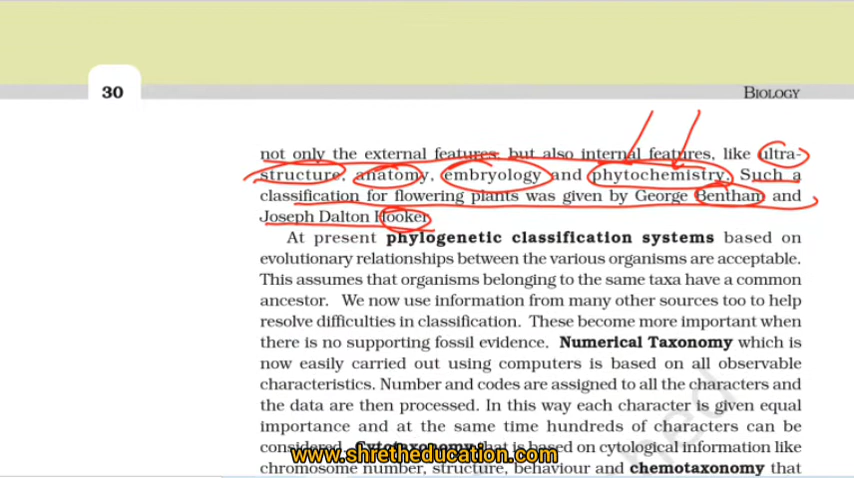 30
BIOLOGY
not only the external features, but also internal features, like ultra-
structure, anatomy, embryology and phytochemistry. Such a
classification for flowering plants was given by George Bentham and
Joseph Dalton Hooker.
At present phylogenetic classification systems based on
evolutionary relationships between the various organisms are acceptable.
This assumes that organisms belonging to the same taxa have a common
ancestor. We now use information from many other sources too to help
resolve difficulties in classification. These become more important when
there is no supporting fossil evidence. Numerical Taxonomy which is
now easily carried out using computers is based on all observable
characteristics. Number and codes are assigned to all the characters and
the data are then processed. In this way each character is given equal
importance and at the same time hundreds of characters can be
considered. Cytotaxonomy that is based on cytological information like
www.shretheducation.com
chromosome number, structure, behaviour and chemotaxonomy that